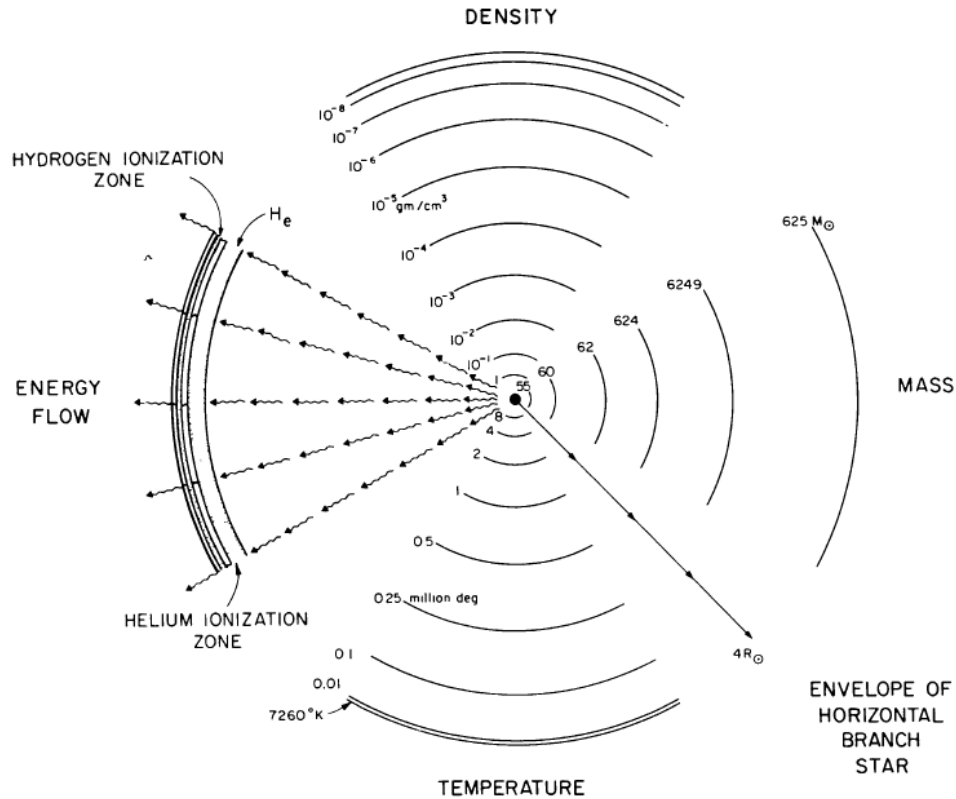 DENSITY
10⁻⁸
10⁻⁷
10⁻⁶
10⁻⁵ gm/cm³
10⁻⁴
10⁻³
10⁻²
10⁻¹
1
HYDROGEN IONIZATION
ZONE
He
ENERGY
FLOW
HELIUM IONIZATION
ZONE
55
60
62
624
6249
625 M☉
MASS
8
4
2
1
0.5
0.25 million deg
0.1
0.01
7260°K
TEMPERATURE
4R☉
ENVELOPE OF
HORIZONTAL
BRANCH
STAR